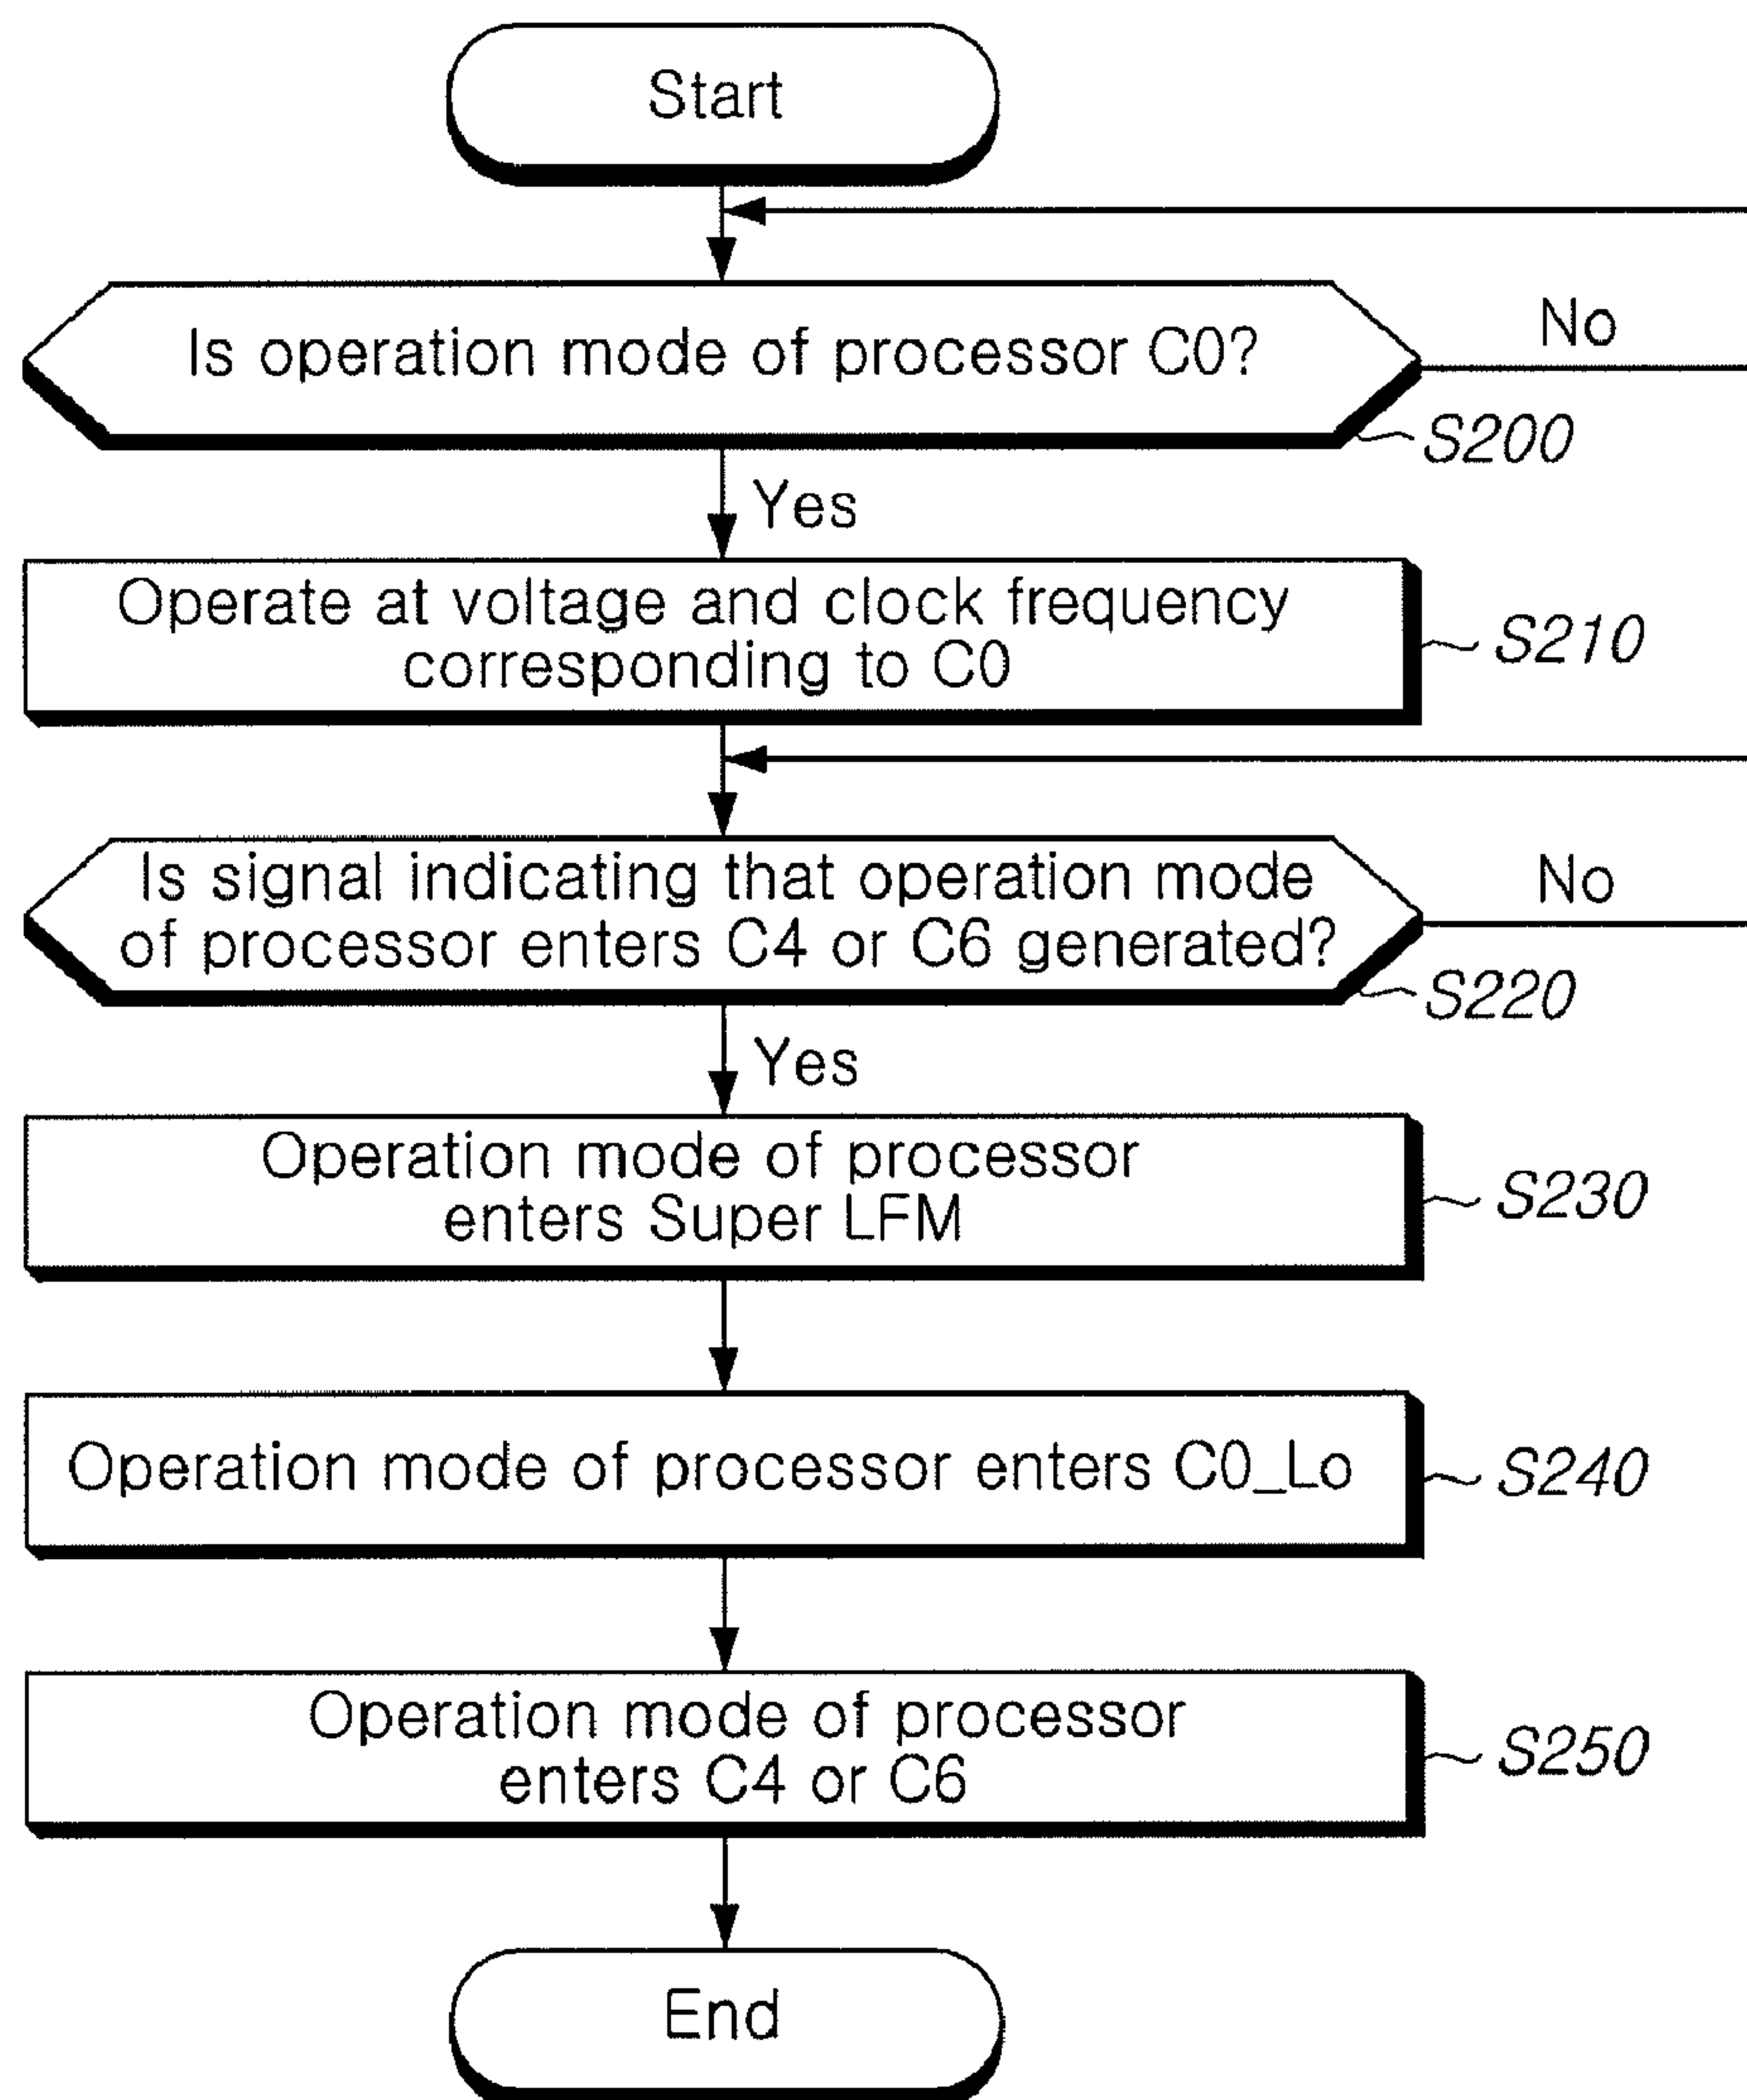 Start
Is operation mode of processor C0?
No
S200
Yes
Operate at voltage and clock frequency
corresponding to C0
S210
Is signal indicating that operation mode
of processor enters C4 or C6 generated?
No
S220
Yes
Operation mode of processor
enters Super LFM
S230
Operation mode of processor enters C0_Lo
S240
Operation mode of processor
enters C4 or C6
S250
End